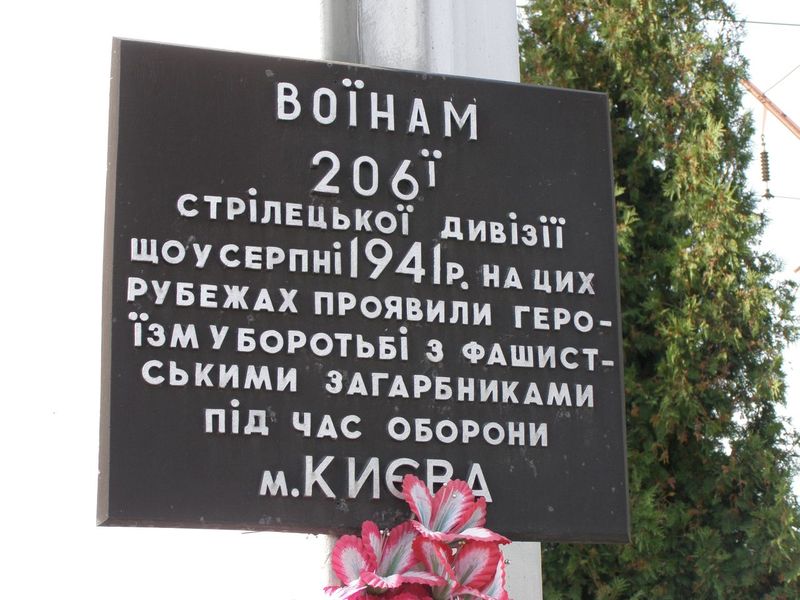 ВОЇНАМ
206ї
СТРІЛЕЦЬКОЇ ДИВІЗІЇ
ЩО У СЕРПНІ 1941 Р. НА ЦИХ
РУБЕЖАХ ПРОЯВИЛИ ГЕРО-
ЇЗМ У БОРОТЬБІ З ФАШИСТ-
СЬКИМИ ЗАГАРБНИКАМИ
ПІД ЧАС ОБОРОНИ
м. КИЄВА